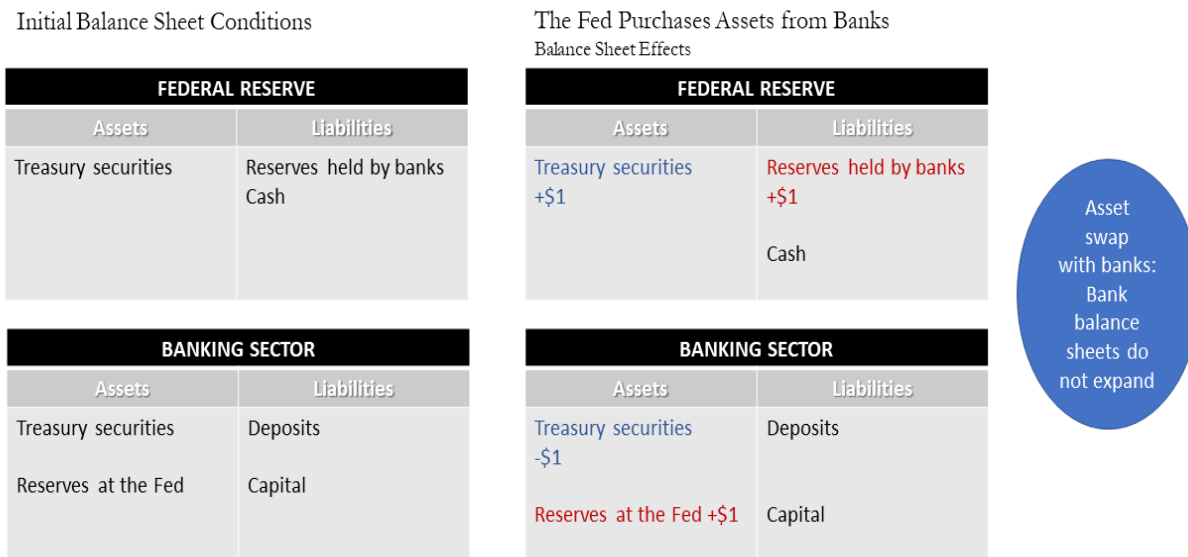 Initial Balance Sheet Conditions
FEDERAL RESERVE
Assets Liabilities
Treasury securities Reserves held by banks
Cash
BANKING SECTOR
Assets Liabilities
Treasury securities Deposits
Reserves at the Fed Capital
The Fed Purchases Assets from Banks
Balance Sheet Effects
FEDERAL RESERVE
Assets Liabilities
Treasury securities Reserves held by banks
+$1 +$1
Cash
BANKING SECTOR
Assets Liabilities
Treasury securities Deposits
-$1
Reserves at the Fed +$1 Capital
Asset
swap
with banks:
Bank
balance
sheets do
not expand